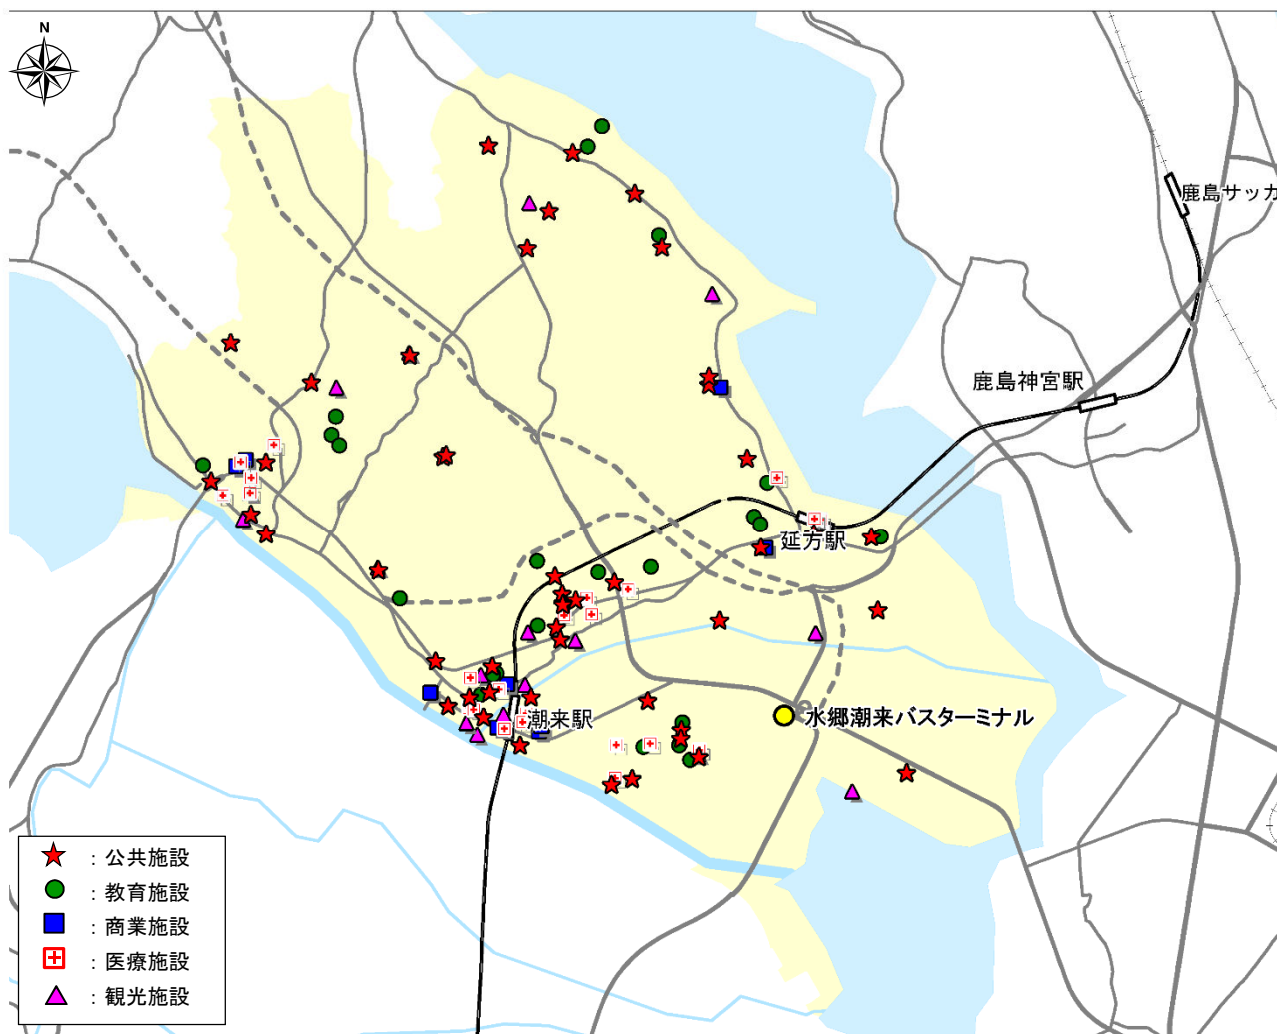 N
鹿島サッカ
鹿島神宮駅
延方駅
潮来駅
水郷潮来バスターミナル
：公共施設
：教育施設
：商業施設
：医療施設
：観光施設